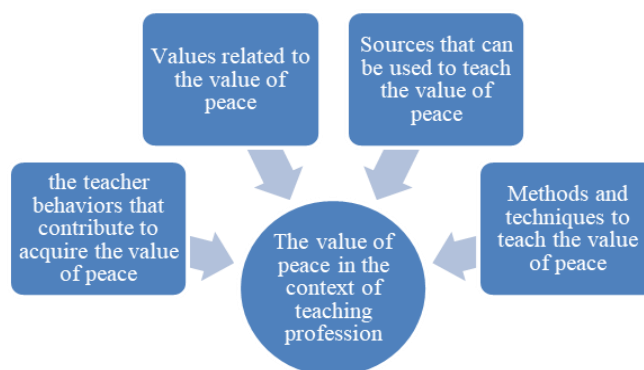 Values related to
the value of
peace
Sources that can
be used to teach
the value of
peace
the teacher
behaviors that
contribute to
acquire the value
of peace
Methods and
techniques to
teach the value
of peace
The value of
peace in the
context of
teaching
profession